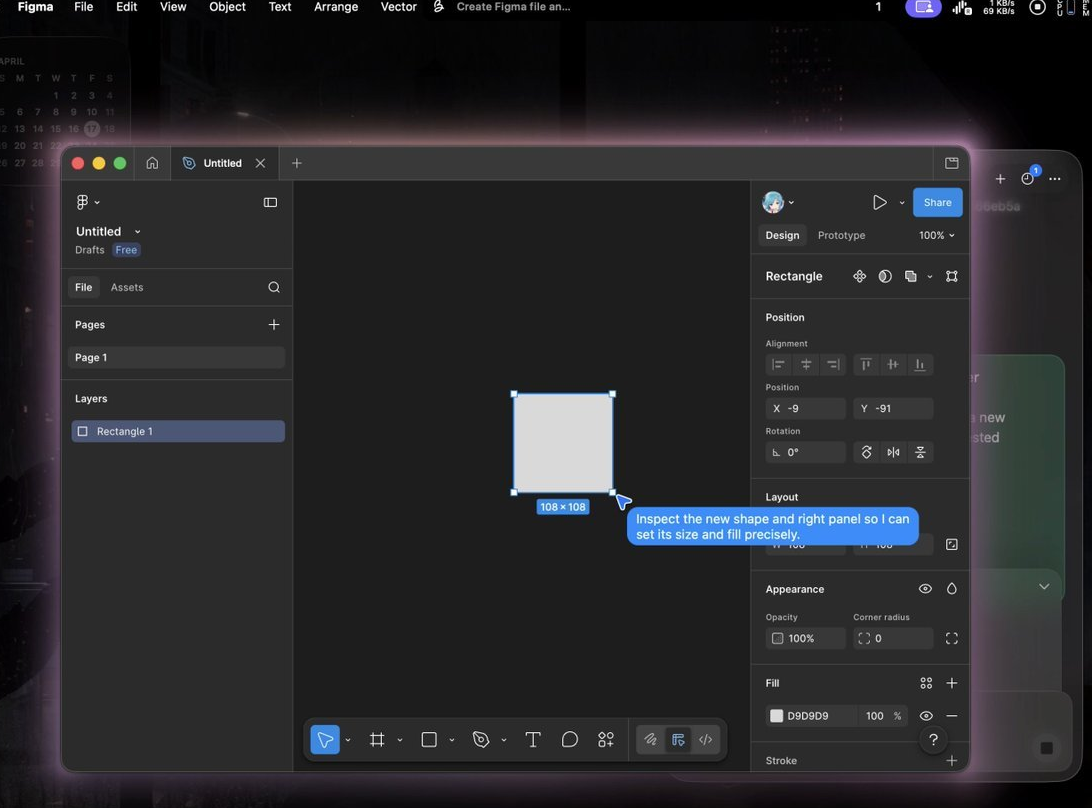 Figma File Edit View Object Text Arrange Vector Create Figma file an... 1 1 KB/s
69 KB/s
APRIL
S M T W T F S
1 2 3 4
5 6 7 8 9 10 11
12 13 14 15 16 17 18
19 20 21 22 23 24 25
26 27 28
Untitled
Untitled
Drafts Free
File Assets
Pages
Page 1
Layers
Rectangle 1
108 × 108
Inspect the new shape and right panel so I can
set its size and fill precisely.
Share
Design Prototype 100%
Rectangle
Position
Alignment
Position
X -9 Y -91
Rotation
0°
Layout
Appearance
Opacity Corner radius
100% 0
Fill
D9D9D9 100 %
?
Stroke
1
a new